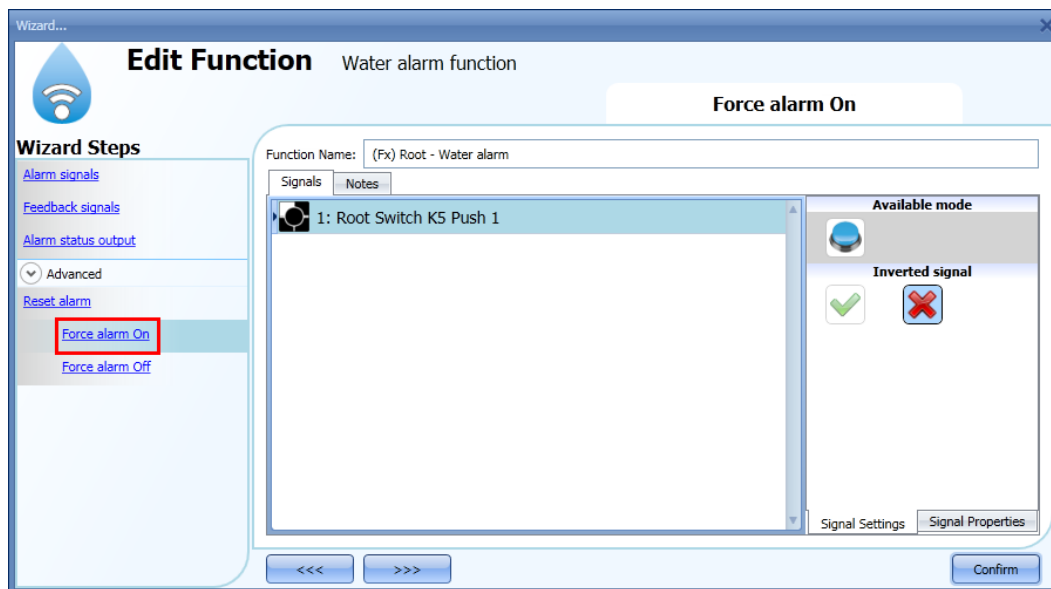 Wizard...
Edit Function Water alarm function
Force alarm On
Wizard Steps
Alarm signals
Feedback signals
Alarm status output
Advanced
Reset alarm
Force alarm On
Force alarm Off
Function Name: (Fx) Root - Water alarm
Signals Notes
1: Root Switch K5 Push 1
Available mode
Inverted signal
Signal Settings Signal Properties
<<< >>> Confirm